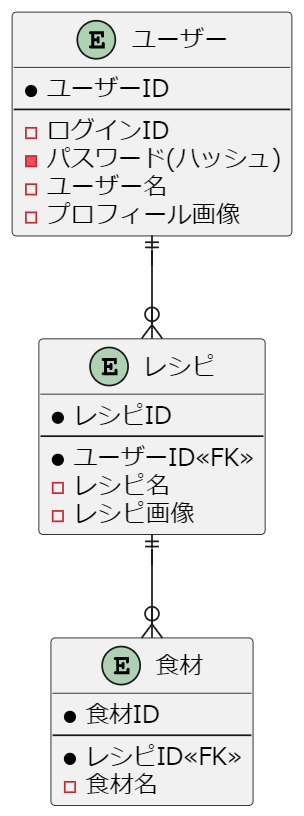 E ユーザー
ユーザーID
ログインID
パスワード(ハッシュ)
ユーザー名
プロフィール画像
E レシピ
レシピID
ユーザーID«FK»
レシピ名
レシピ画像
E 食材
食材ID
レシピID«FK»
食材名